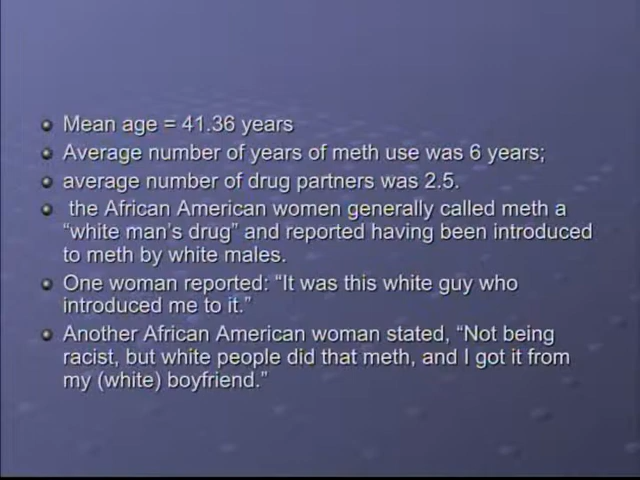 Mean age = 41.36 years
Average number of years of meth use was 6 years;
average number of drug partners was 2.5.
the African American women generally called meth a
“white man’s drug” and reported having been introduced
to meth by white males.
One woman reported: “It was this white guy who
introduced me to it.”
Another African American woman stated, “Not being
racist, but white people did that meth, and I got it from
my (white) boyfriend.”